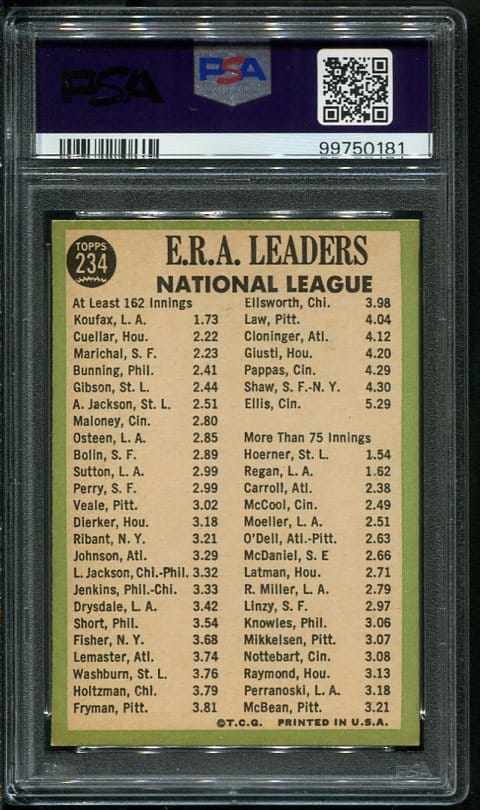 PSA
PSA
99750181
TOPPS
234
E.R.A. LEADERS
NATIONAL LEAGUE
At Least 162 Innings
Koufax, L. A. 1.73
Cuellar, Hou. 2.22
Marichal, S. F. 2.23
Bunning, Phil. 2.41
Gibson, St. L. 2.44
A. Jackson, St. L. 2.51
Maloney, Cin. 2.80
Osteen, L. A. 2.85
Bolin, S. F. 2.89
Sutton, L. A. 2.99
Perry, S. F. 2.99
Veale, Pitt. 3.02
Dierker, Hou. 3.18
Ribant, N. Y. 3.21
Johnson, Atl. 3.29
L. Jackson, Chi.-Phil. 3.32
Jenkins, Phil.-Chi. 3.33
Drysdale, L. A. 3.42
Short, Phil. 3.54
Fisher, N. Y. 3.68
Lemaster, Atl. 3.74
Washburn, St. L. 3.76
Holtzman, Chi. 3.79
Fryman, Pitt. 3.81
Ellsworth, Chi. 3.98
Law, Pitt. 4.04
Cloninger, Atl. 4.12
Giusti, Hou. 4.20
Pappas, Cin. 4.29
Shaw, S. F.-N. Y. 4.30
Ellis, Cin. 5.29
More Than 75 Innings
Hoerner, St. L. 1.54
Regan, L. A. 1.62
Carroll, Atl. 2.38
McCool, Cin. 2.49
Moeller, L. A. 2.51
O'Dell, Atl.-Pitt. 2.63
McDaniel, S. E 2.66
Latman, Hou. 2.71
R. Miller, L. A. 2.79
Linzy, S. F. 2.97
Knowles, Phil. 3.06
Mikkelsen, Pitt. 3.07
Nottebart, Cin. 3.08
Raymond, Hou. 3.13
Perranoski, L. A. 3.18
McBean, Pitt. 3.21
©T.C.G. PRINTED IN U.S.A.
PSA